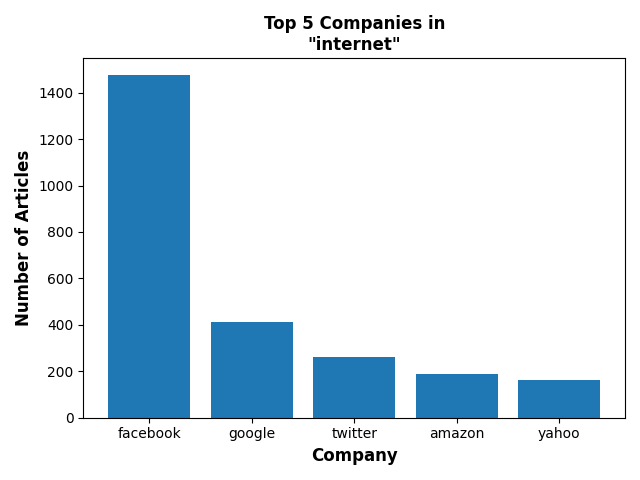 Top 5 Companies in
"internet"
Number of Articles
1400
1200
1000
800
600
400
200
0
facebook google twitter amazon yahoo
Company